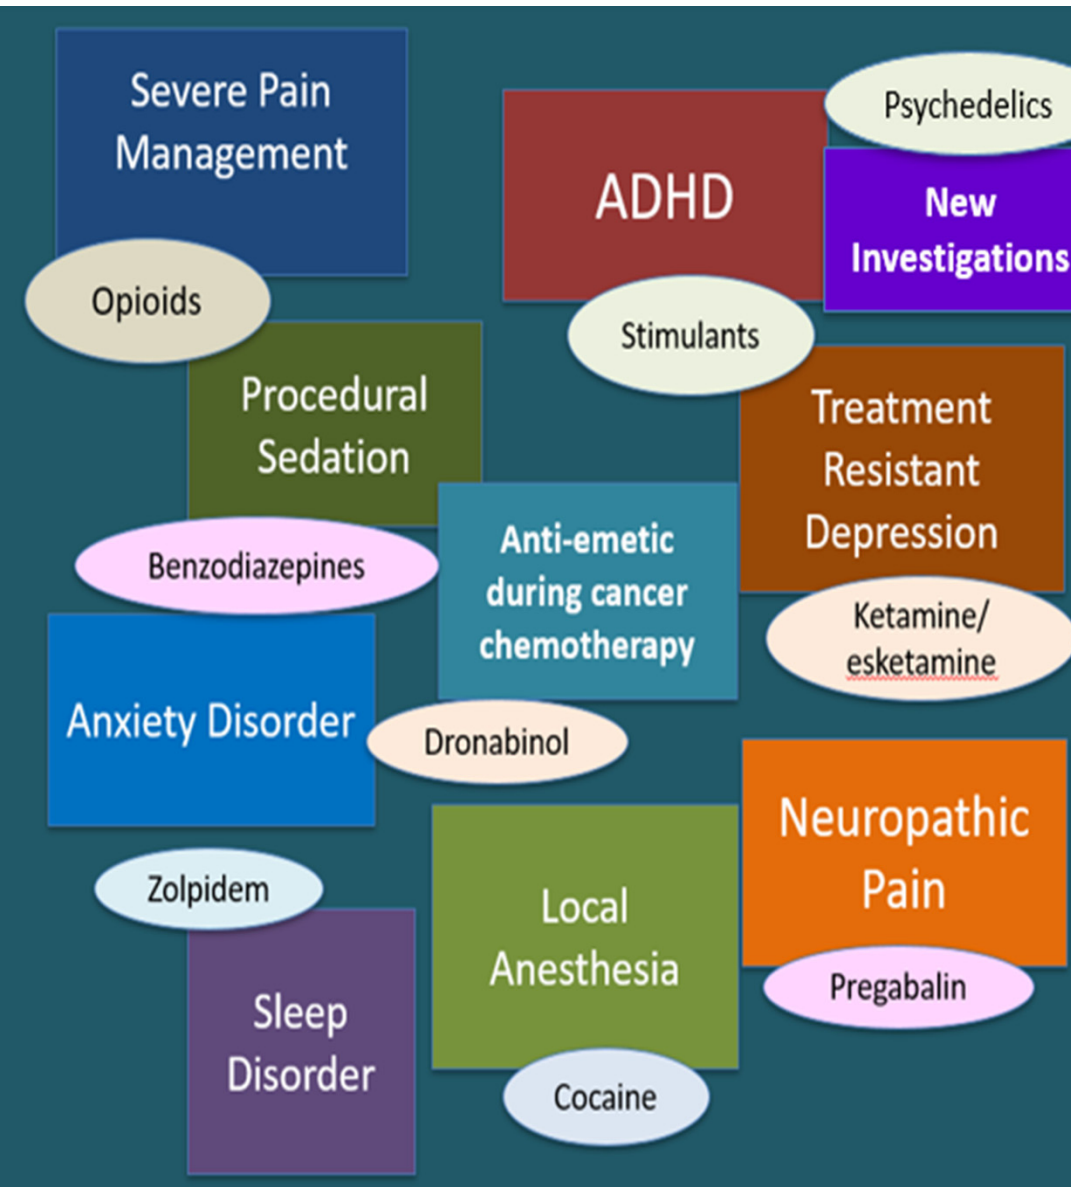 Severe Pain
Management
Opioids
ADHD
Stimulants
Psychedelics
New
Investigations
Procedural
Sedation
Benzodiazepines
Anti-emetic
during cancer
chemotherapy
Dronabinol
Treatment
Resistant
Depression
Ketamine/
esketamine
Anxiety Disorder
Zolpidem
Sleep
Disorder
Local
Anesthesia
Cocaine
Neuropathic
Pain
Pregabalin